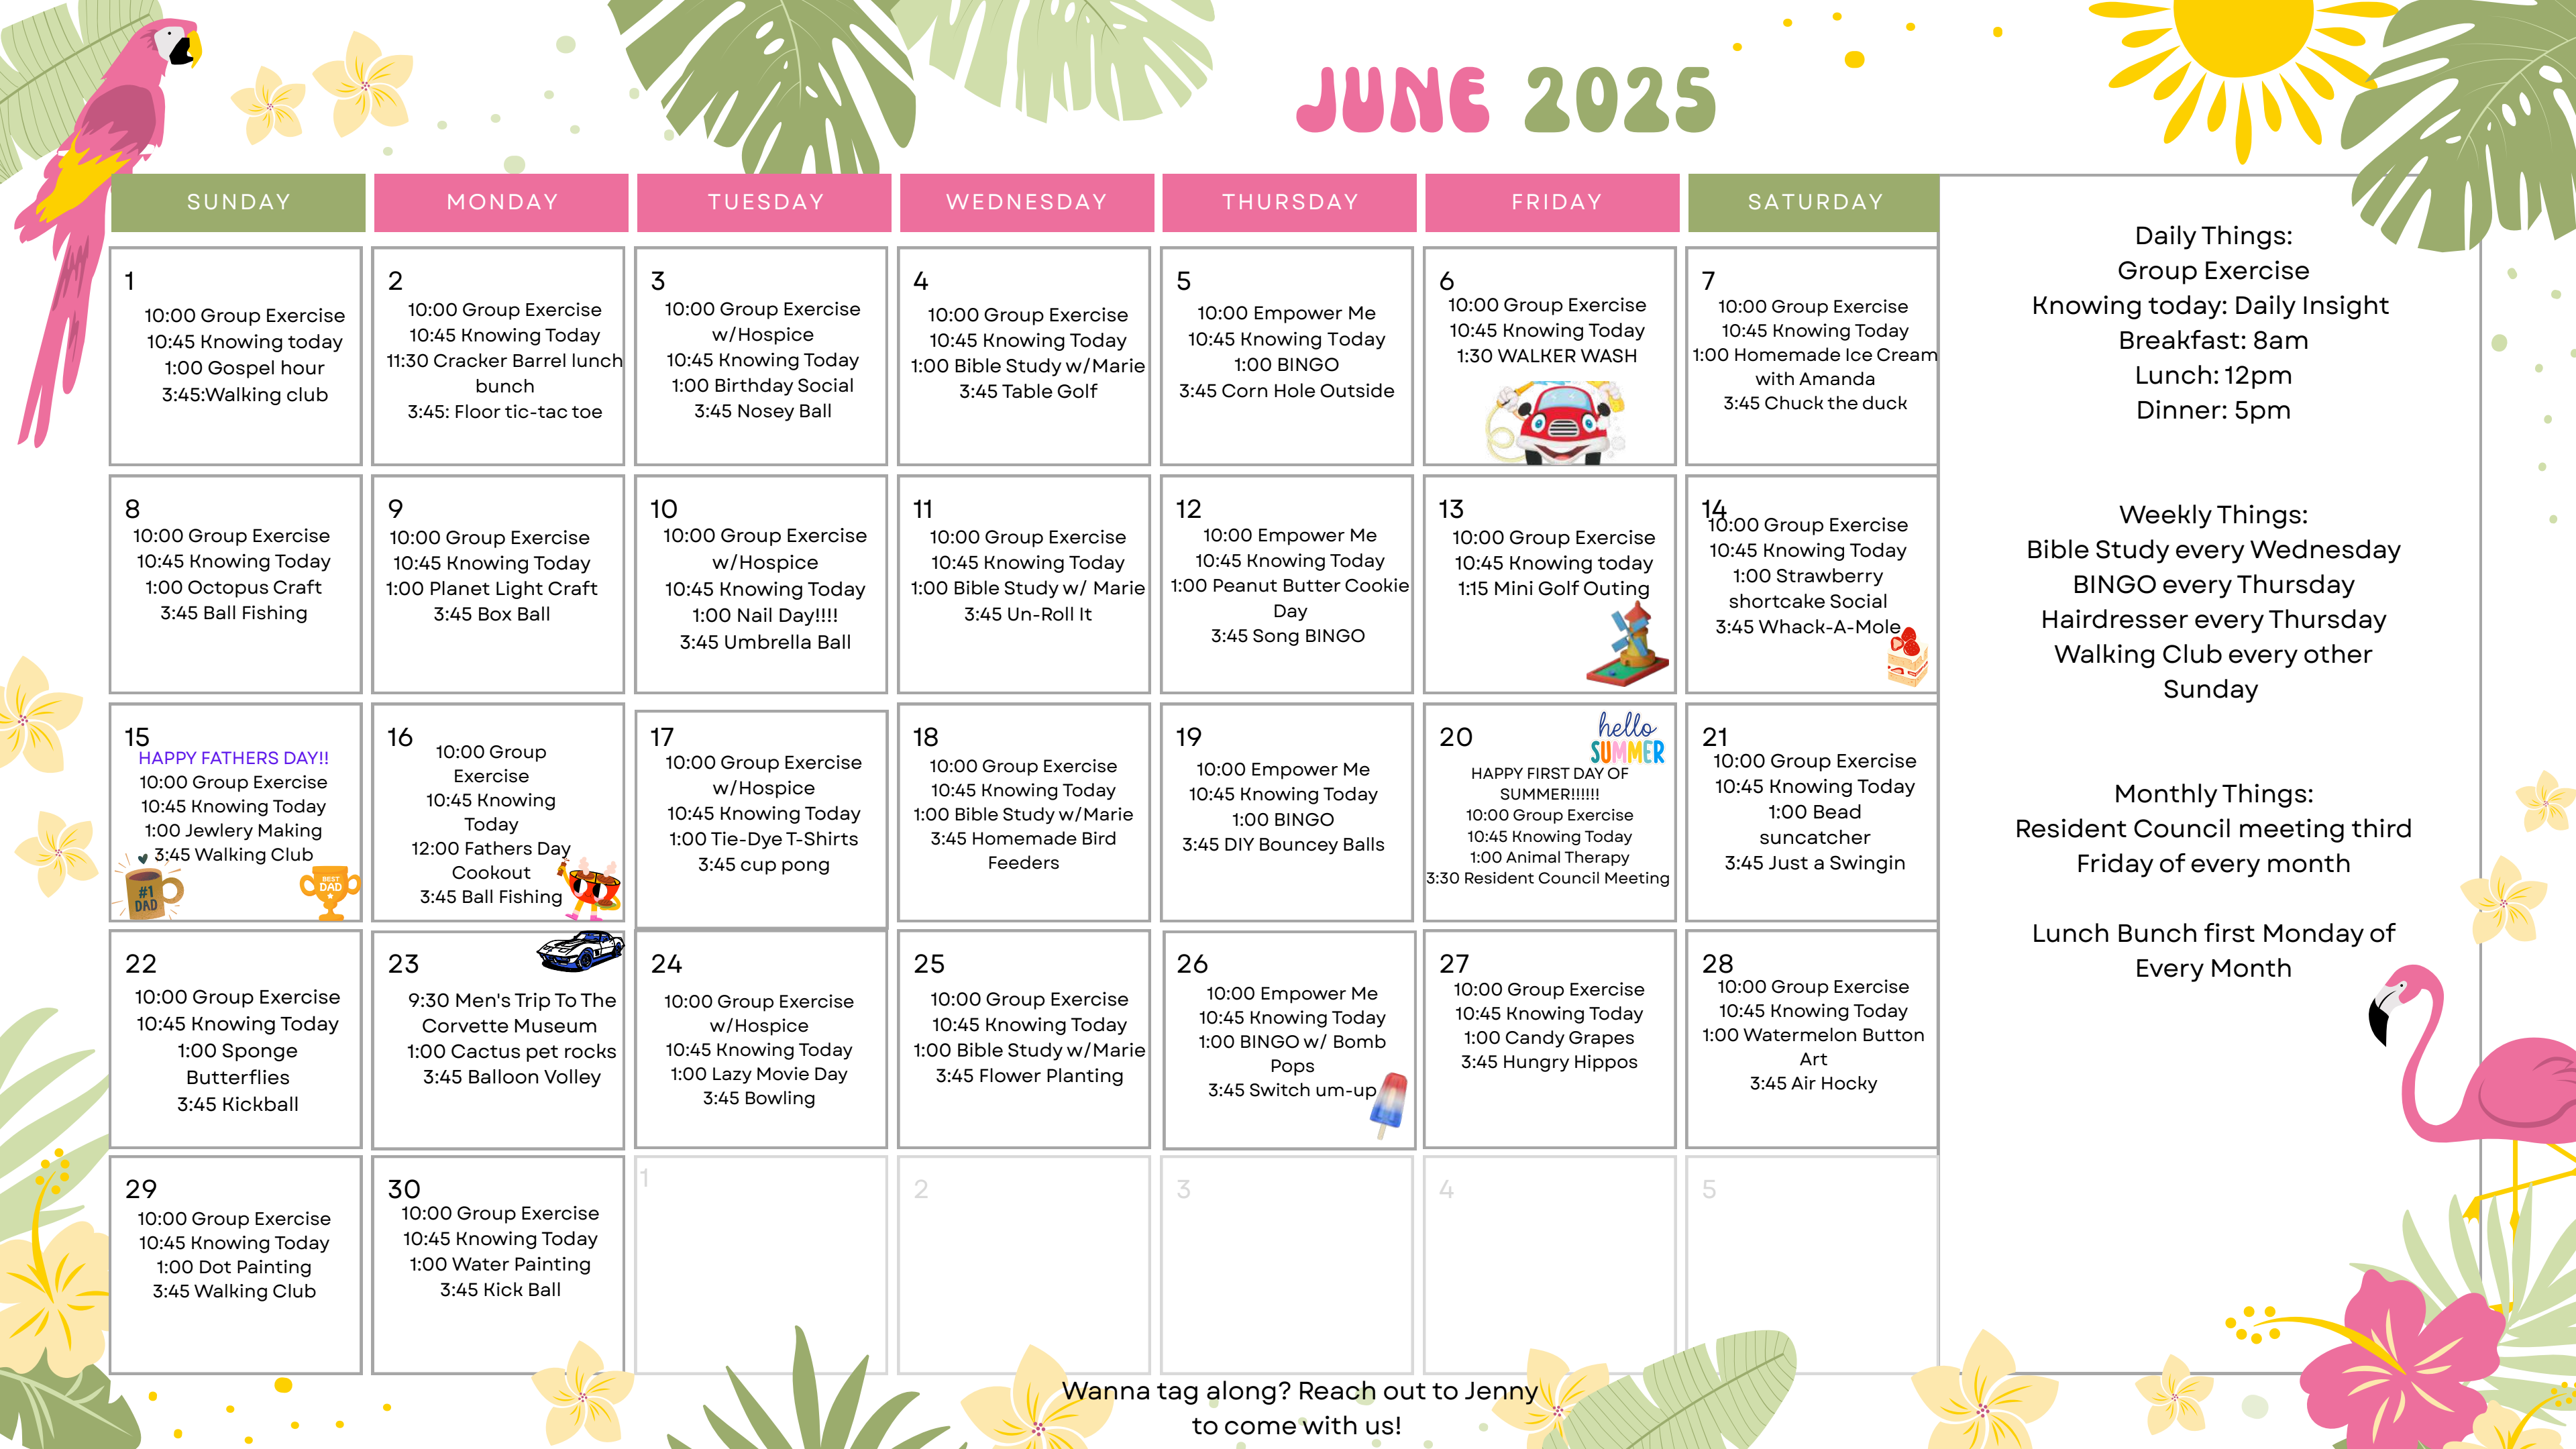 JUNE 2025
SUNDAY
MONDAY
TUESDAY
WEDNESDAY
THURSDAY
FRIDAY
SATURDAY
1
10:00 Group Exercise
10:45 Knowing today
1:00 Gospel hour
3:45:Walking club
2
10:00 Group Exercise
10:45 Knowing Today
11:30 Cracker Barrel lunch
bunch
3:45: Floor tic-tac toe
3
10:00 Group Exercise
w/Hospice
10:45 Knowing Today
1:00 Birthday Social
3:45 Nosey Ball
4
10:00 Group Exercise
10:45 Knowing Today
1:00 Bible Study w/Marie
3:45 Table Golf
5
10:00 Empower Me
10:45 Knowing Today
1:00 BINGO
3:45 Corn Hole Outside
6
10:00 Group Exercise
10:45 Knowing Today
1:30 WALKER WASH
7
10:00 Group Exercise
10:45 Knowing Today
1:00 Homemade Ice Cream
with Amanda
3:45 Chuck the duck
8
10:00 Group Exercise
10:45 Knowing Today
1:00 Octopus Craft
3:45 Ball Fishing
9
10:00 Group Exercise
10:45 Knowing Today
1:00 Planet Light Craft
3:45 Box Ball
10
10:00 Group Exercise
w/Hospice
10:45 Knowing Today
1:00 Nail Day!!!!
3:45 Umbrella Ball
11
10:00 Group Exercise
10:45 Knowing Today
1:00 Bible Study w/ Marie
3:45 Un-Roll It
12
10:00 Empower Me
10:45 Knowing Today
1:00 Peanut Butter Cookie
Day
3:45 Song BINGO
13
10:00 Group Exercise
10:45 Knowing today
1:15 Mini Golf Outing
14
10:00 Group Exercise
10:45 Knowing Today
1:00 Strawberry
shortcake Social
3:45 Whack-A-Mole
15
HAPPY FATHERS DAY!!
10:00 Group Exercise
10:45 Knowing Today
1:00 Jewlery Making
3:45 Walking Club
#1
DAD
BEST
DAD
16
10:00 Group
Exercise
10:45 Knowing
Today
12:00 Fathers Day
Cookout
3:45 Ball Fishing
17
10:00 Group Exercise
w/Hospice
10:45 Knowing Today
1:00 Tie-Dye T-Shirts
3:45 cup pong
18
10:00 Group Exercise
10:45 Knowing Today
1:00 Bible Study w/Marie
3:45 Homemade Bird
Feeders
19
10:00 Empower Me
10:45 Knowing Today
1:00 BINGO
3:45 DIY Bouncey Balls
20
hello
SUMMER
HAPPY FIRST DAY OF
SUMMER!!!!!!
10:00 Group Exercise
10:45 Knowing Today
1:00 Animal Therapy
3:30 Resident Council Meeting
21
10:00 Group Exercise
10:45 Knowing Today
1:00 Bead
suncatcher
3:45 Just a Swingin
22
10:00 Group Exercise
10:45 Knowing Today
1:00 Sponge
Butterflies
3:45 Kickball
23
9:30 Men's Trip To The
Corvette Museum
1:00 Cactus pet rocks
3:45 Balloon Volley
24
10:00 Group Exercise
w/Hospice
10:45 Knowing Today
1:00 Lazy Movie Day
3:45 Bowling
25
10:00 Group Exercise
10:45 Knowing Today
1:00 Bible Study w/Marie
3:45 Flower Planting
26
10:00 Empower Me
10:45 Knowing Today
1:00 BINGO w/ Bomb
Pops
3:45 Switch um-up
27
10:00 Group Exercise
10:45 Knowing Today
1:00 Candy Grapes
3:45 Hungry Hippos
28
10:00 Group Exercise
10:45 Knowing Today
1:00 Watermelon Button
Art
3:45 Air Hocky
29
10:00 Group Exercise
10:45 Knowing Today
1:00 Dot Painting
3:45 Walking Club
30
10:00 Group Exercise
10:45 Knowing Today
1:00 Water Painting
3:45 Kick Ball
1
2
3
4
5
Daily Things:
Group Exercise
Knowing today: Daily Insight
Breakfast: 8am
Lunch: 12pm
Dinner: 5pm
Weekly Things:
Bible Study every Wednesday
BINGO every Thursday
Hairdresser every Thursday
Walking Club every other
Sunday
Monthly Things:
Resident Council meeting third
Friday of every month
Lunch Bunch first Monday of
Every Month
Wanna tag along? Reach out to Jenny
to come with us!